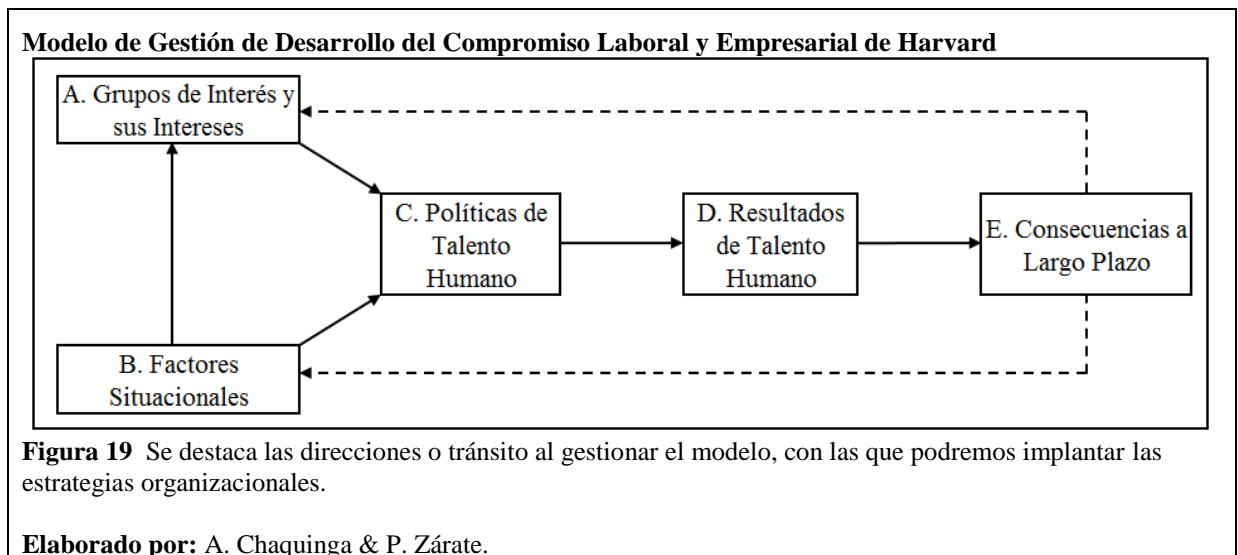 Modelo de Gestión de Desarrollo del Compromiso Laboral y Empresarial de Harvard
A. Grupos de Interés y
sus Intereses
C. Políticas de
Talento
Humano
D. Resultados
de Talento
Humano
E. Consecuencias a
Largo Plazo
B. Factores
Situacionales
Figura 19 Se destaca las direcciones o tránsito al gestionar el modelo, con las que podremos implantar las
estrategias organizacionales.
Elaborado por: A. Chaquinga & P. Zárate.